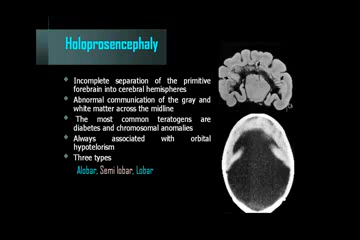 Holoprosencephaly
Incomplete separation of the primitive
forebrain into cerebral hemispheres
Abnormal communication of the gray and
white matter across the midline
The most common teratogens are
diabetes and chromosomal anomalies
Always associated with orbital
hypotelorism
Three types
Alobar, Semi lobar, Lobar